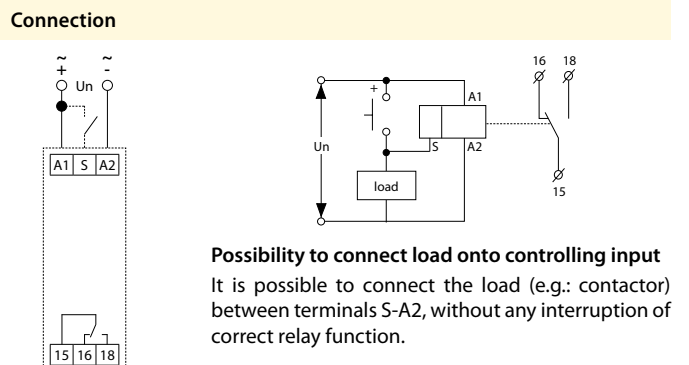 Connection
~ ~
+ -
Un
A1 S A2
15 16 18
+
A1
S A2
Un
load
16 18
15
Possibility to connect load onto controlling input
It is possible to connect the load (e.g.: contactor)
between terminals S-A2, without any interruption of
correct relay function.